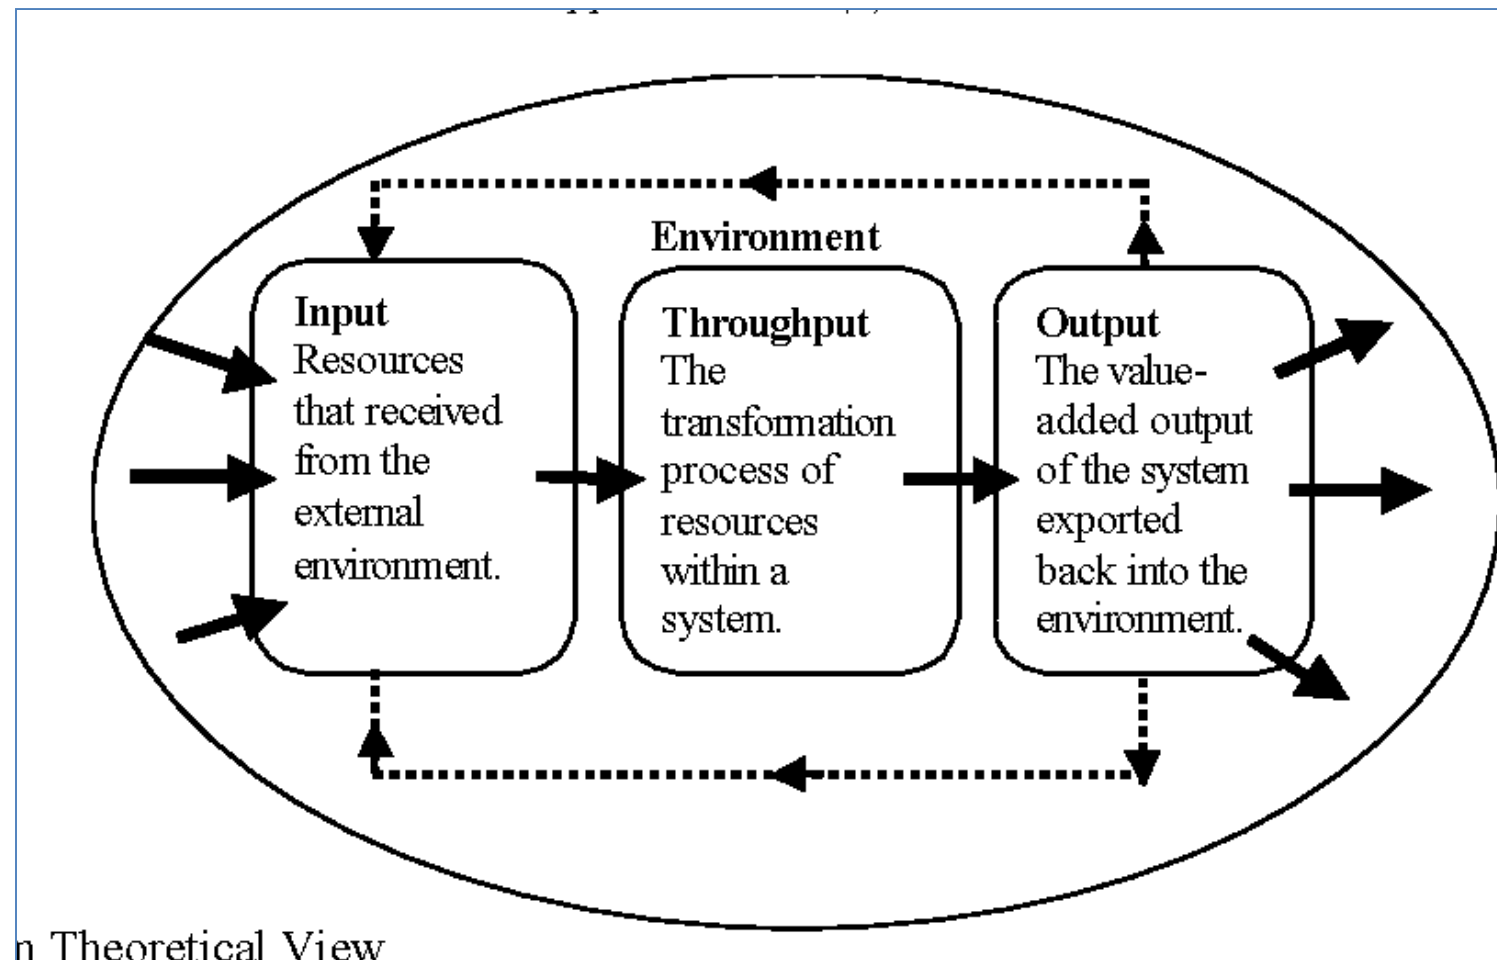 Environment
Input
Resources
that received
from the
external
environment.
Throughput
The
transformation
process of
resources
within a
system.
Output
The value-
added output
of the system
exported
back into the
environment.
Theoretical View